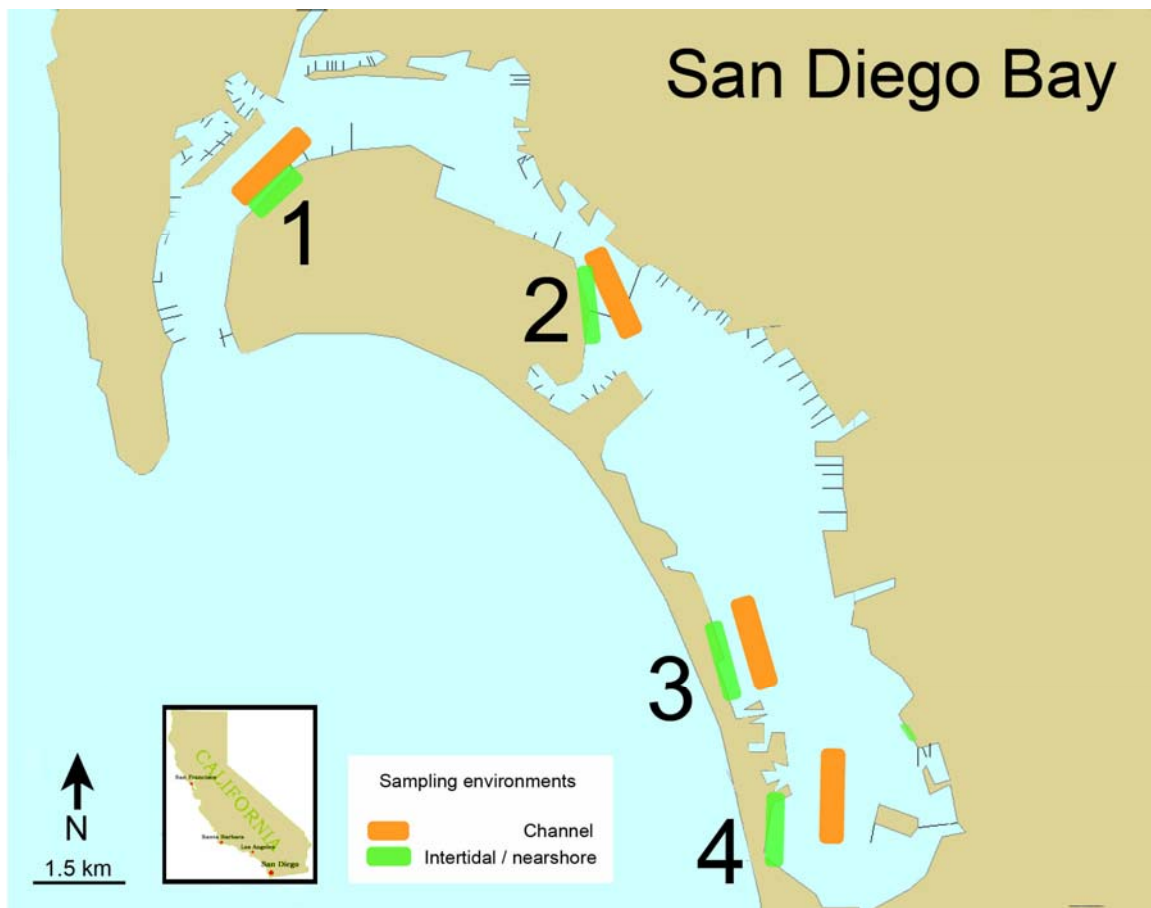 San Diego Bay
1
2
3
4
N
1.5 km
CALIFORNIA
San Francisco
Santa Barbara
Los Angeles
San Diego
Sampling environments
Channel
Intertidal / nearshore